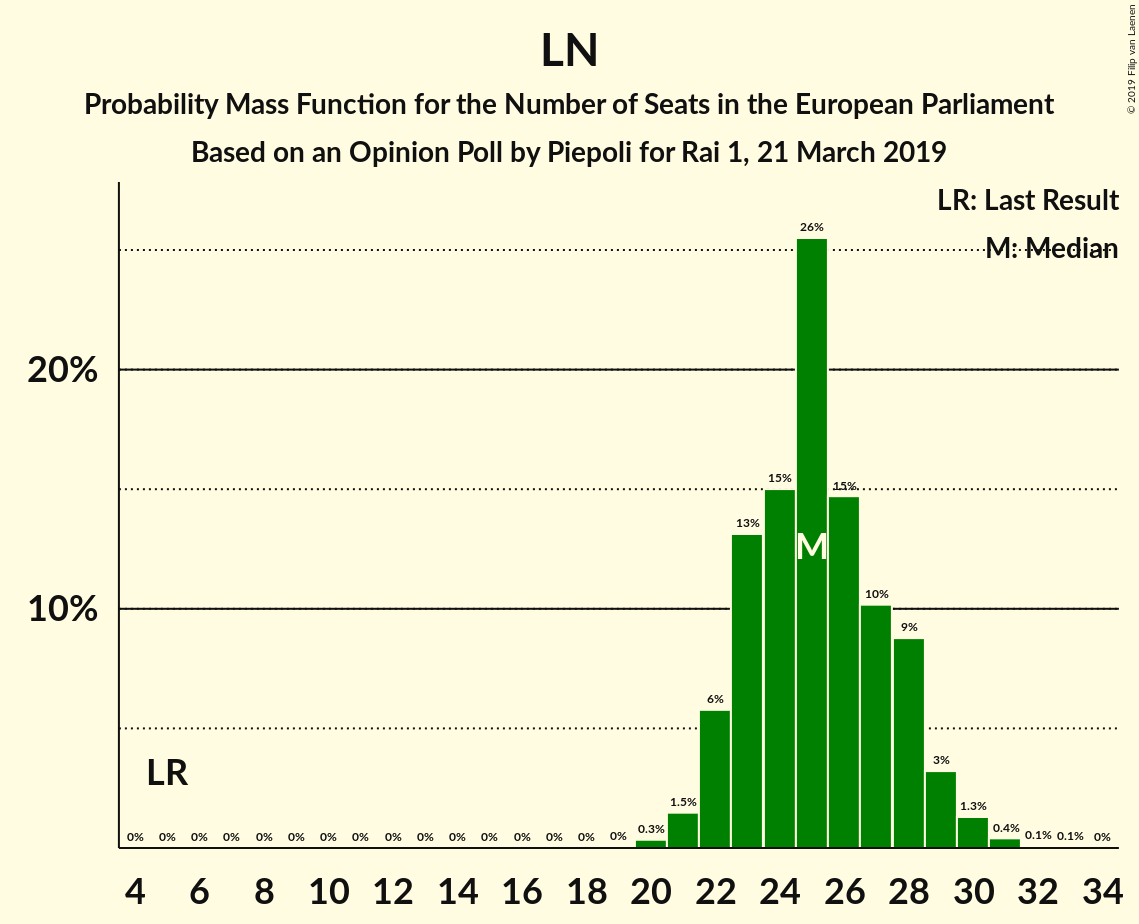 LN
Probability Mass Function for the Number of Seats in the European Parliament
Based on an Opinion Poll by Piepoli for Rai 1, 21 March 2019
© 2019 Filip van Laenen
LR: Last Result
M: Median
20%
10%
0% 0% 0% 0% 0% 0% 0% 0% 0% 0% 0% 0% 0% 0% 0% 0% 0.3% 1.5% 6% 13% 15% 26% 15% 10% 9% 3% 1.3% 0.4% 0.1% 0.1% 0%
LR
M
4 6 8 10 12 14 16 18 20 22 24 26 28 30 32 34